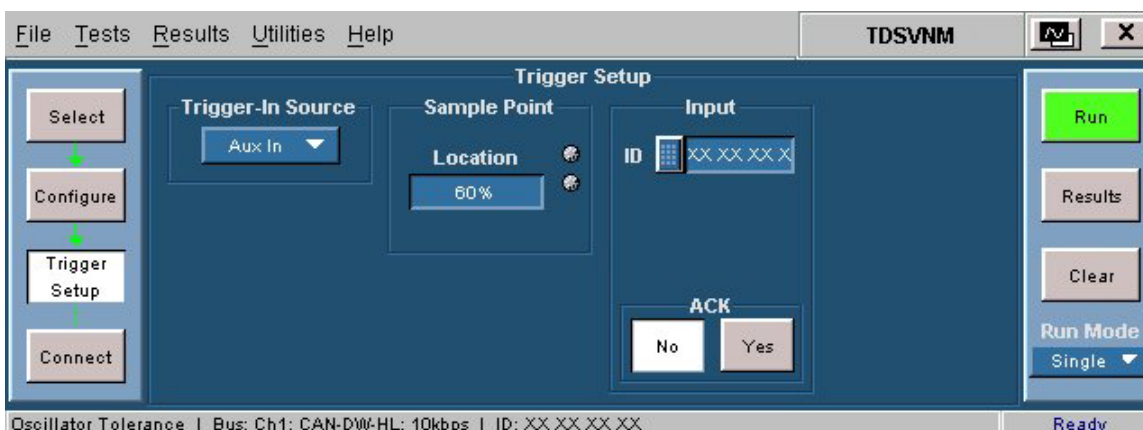 File Tests Results Utilities Help TDSVNM X
Trigger Setup
Select
Configure
Trigger
Setup
Connect
Trigger-In Source
Aux In
Sample Point
Location
60%
Input
ID XX XX XX X
ACK
No Yes
Run
Results
Clear
Run Mode
Single
Oscillator Tolerance | Bus: Ch1: CAN-DW-HL: 10kbps | ID: XX XX XX XX Ready